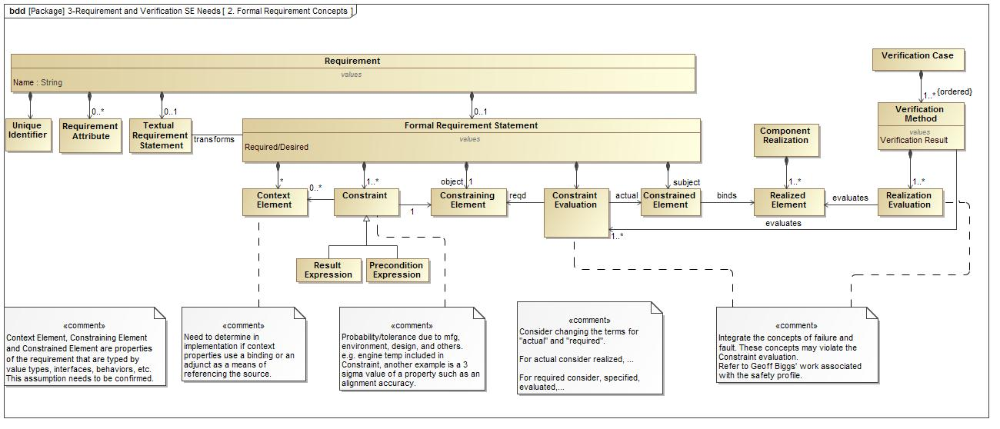 bdd [Package] 3-Requirement and Verification SE Needs [ 2. Formal Requirement Concepts ]
Requirement
values
Name : String
Verification Case
1..* {ordered}
0..*
0..1
0..1
Unique
Identifier
Requirement
Attribute
Textual
Requirement
Statement
transforms
Formal Requirement Statement
values
Required/Desired
Component
Realization
Verification
Method
values
Verification Result
*
1..*
object 1
subject
1..*
1..*
Context
Element
0..*
Constraint
1
Constraining
Element
reqd
Constraint
Evaluation
actual
Constrained
Element
binds
Realized
Element
evaluates
Realization
Evaluation
evaluates
1..*
Result
Expression
Precondition
Expression
«comment»
Context Element, Constraining Element
and Constrained Element are properties
of the requirement that are typed by
value types, interfaces, behaviors, etc.
This assumption needs to be confirmed.
«comment»
Need to determine in
implementation if context
properties use a binding or an
adjunct as a means of
referencing the source.
«comment»
Probability/tolerance due to mfg,
environment, design, and others.
e.g. engine temp included in
Constraint, another example is a 3
sigma value of a property such as an
alignment accuracy.
«comment»
Consider changing the terms for
"actual" and "required".
For actual consider realized, ...
For required consider, specified,
evaluated,...
«comment»
Integrate the concepts of failure and
fault. These concepts may violate the
Constraint evaluation.
Refer to Geoff Biggs' work associated
with the safety profile.